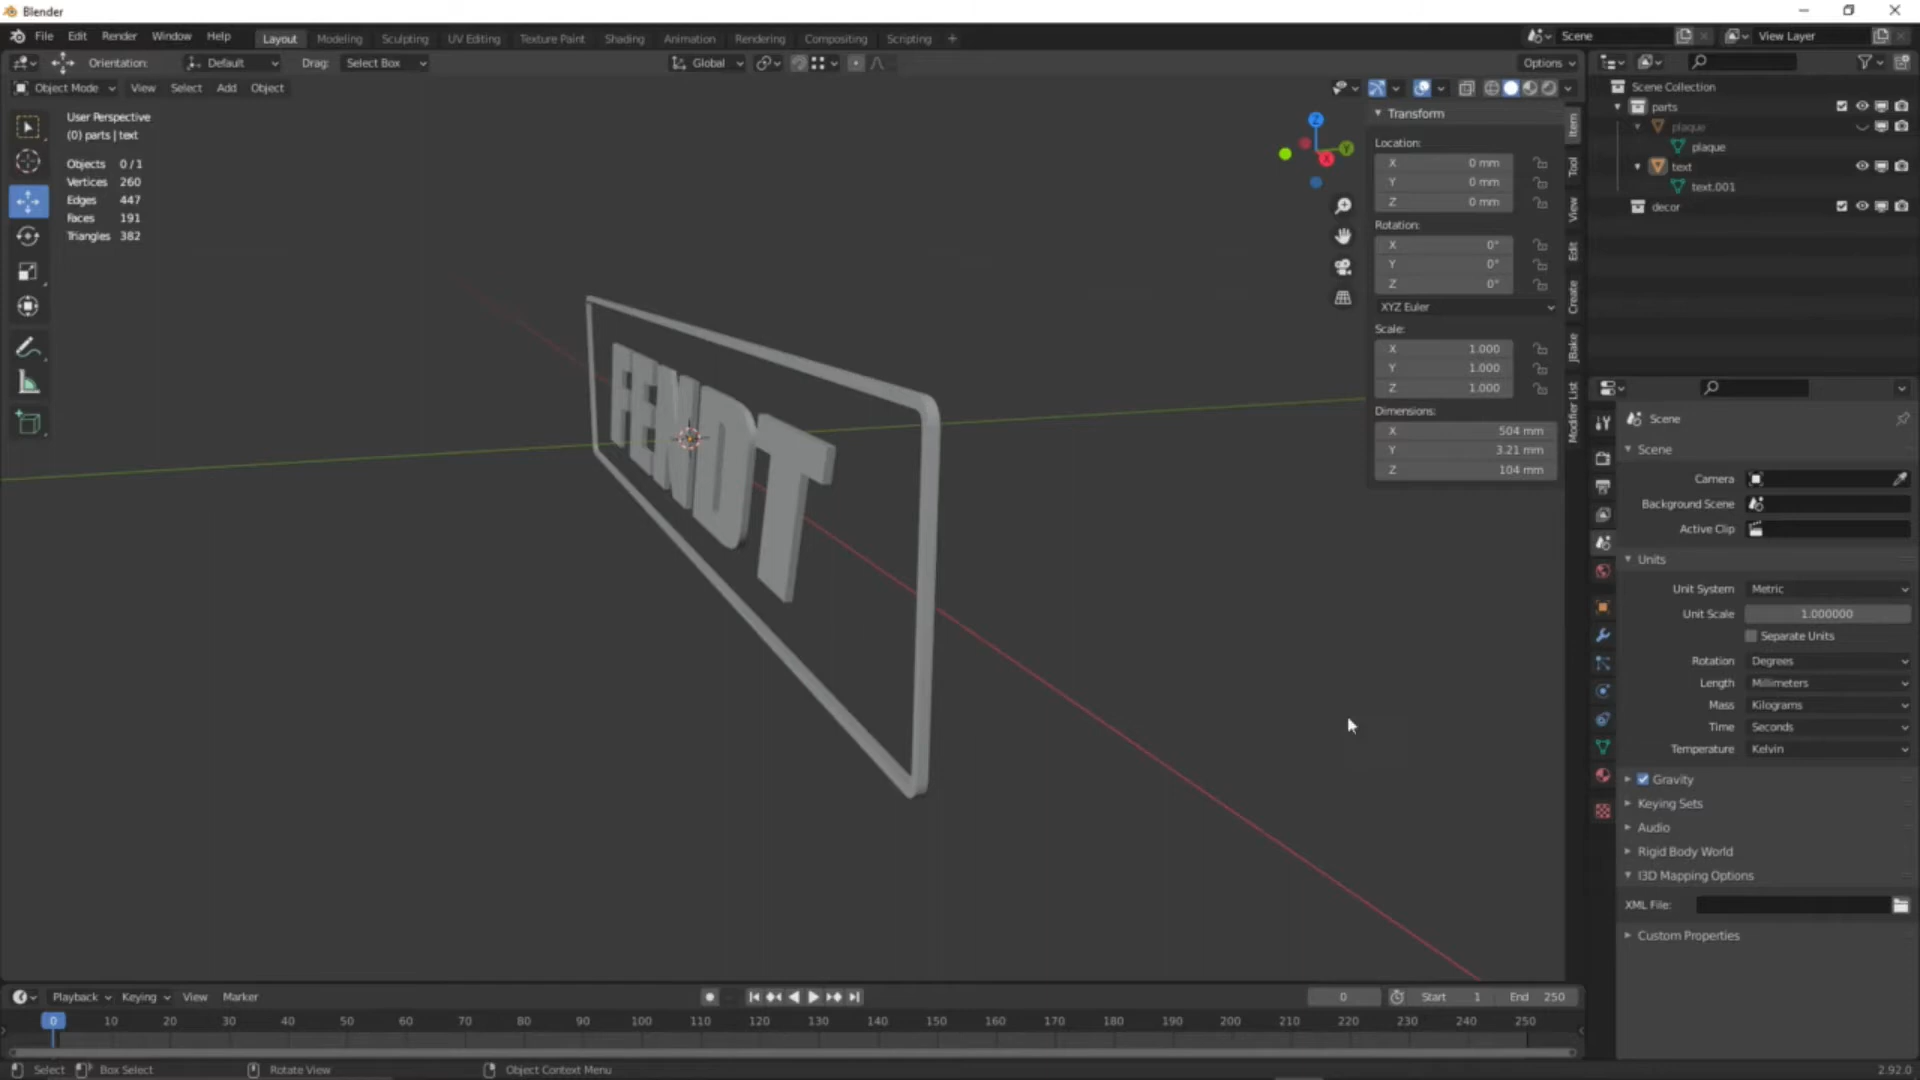 Blender
File Edit Render Window Help Layout Modeling Sculpting UV Editing Texture Paint Shading Animation Rendering Compositing Scripting + Scene View Layer
Orientation: Default Drag: Select Box Global Options
Object Mode View Select Add Object
User Perspective
(0) parts | text
Objects 0/1
Vertices 260
Edges 447
Faces 191
Triangles 382
FENDT
Z
Y
X
Transform
Location:
X 0 mm
Y 0 mm
Z 0 mm
Rotation:
X 0°
Y 0°
Z 0°
XYZ Euler
Scale:
X 1.000
Y 1.000
Z 1.000
Dimensions:
X 504 mm
Y 3.21 mm
Z 104 mm
Item
Tool
View
Edit
Create
JBake
Modifier List
Scene Collection
parts
plaque
plaque
text
text.001
decor
Scene
Scene
Camera
Background Scene
Active Clip
Units
Unit System Metric
Unit Scale 1.000000
Separate Units
Rotation Degrees
Length Millimeters
Mass Kilograms
Time Seconds
Temperature Kelvin
Gravity
Keying Sets
Audio
Rigid Body World
I3D Mapping Options
XML File:
Custom Properties
Playback Keying View Marker 0 Start 1 End 250
0 10 20 30 40 50 60 70 80 90 100 110 120 130 140 150 160 170 180 190 200 210 220 230 240 250
Select Box Select Rotate View Object Context Menu 2.92.0